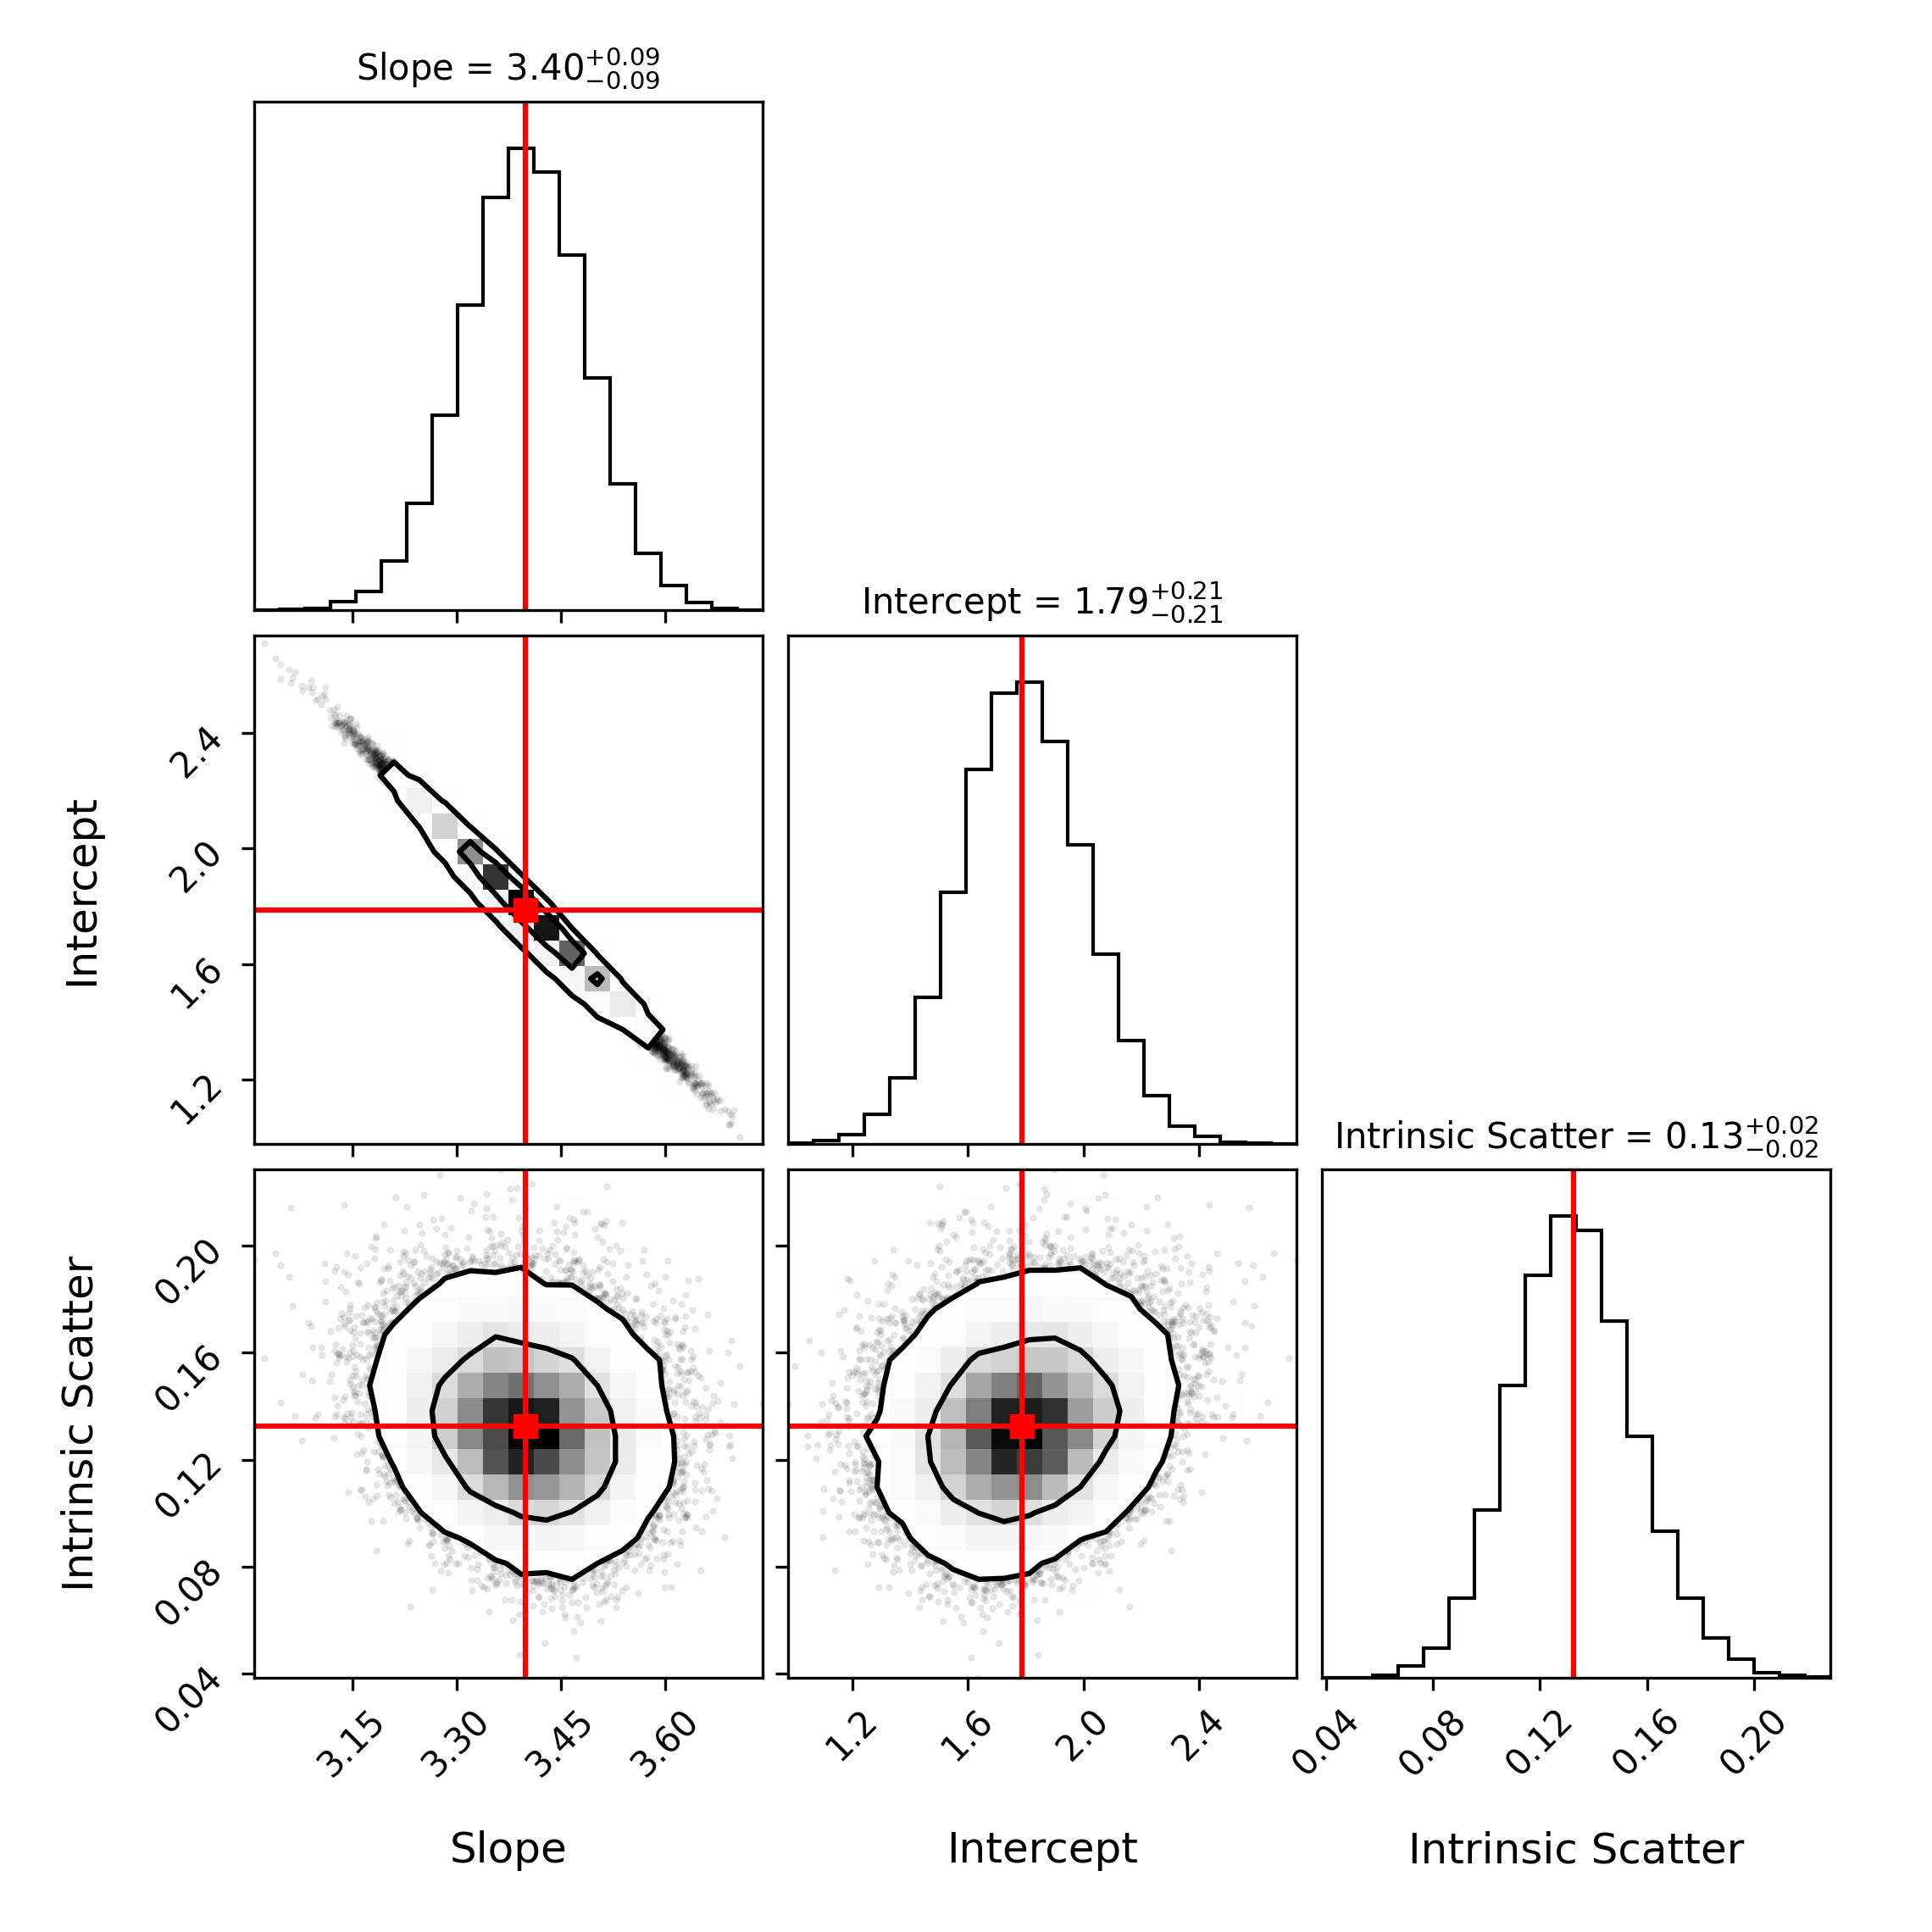 Slope = 3.40+0.09−0.09
Intercept
2.4
2.0
1.6
1.2
Intercept = 1.79+0.21−0.21
Intrinsic Scatter
0.20
0.16
0.12
0.08
0.04
Intrinsic Scatter = 0.13+0.02−0.02
3.15 3.30 3.45 3.60
1.2 1.6 2.0 2.4
0.04 0.08 0.12 0.16 0.20
Slope
Intercept
Intrinsic Scatter